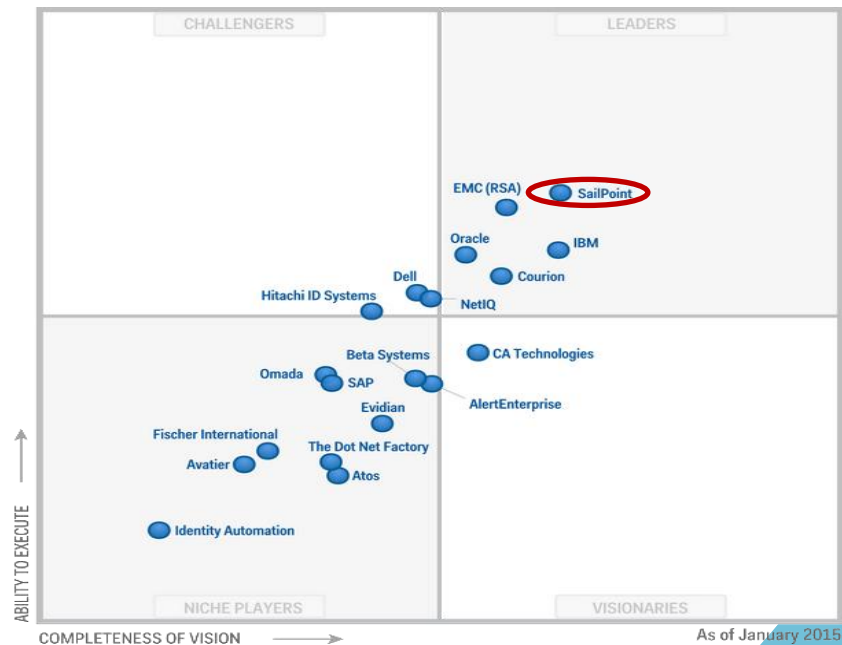 CHALLENGERS
LEADERS
EMC (RSA)
SailPoint
Oracle
IBM
Courion
Dell
Hitachi ID Systems
NetIQ
CA Technologies
Beta Systems
Omada
SAP
AlertEnterprise
Evidian
Fischer International
The Dot Net Factory
Avatier
Atos
Identity Automation
ABILITY TO EXECUTE
NICHE PLAYERS
VISIONARIES
COMPLETENESS OF VISION
As of January 2015